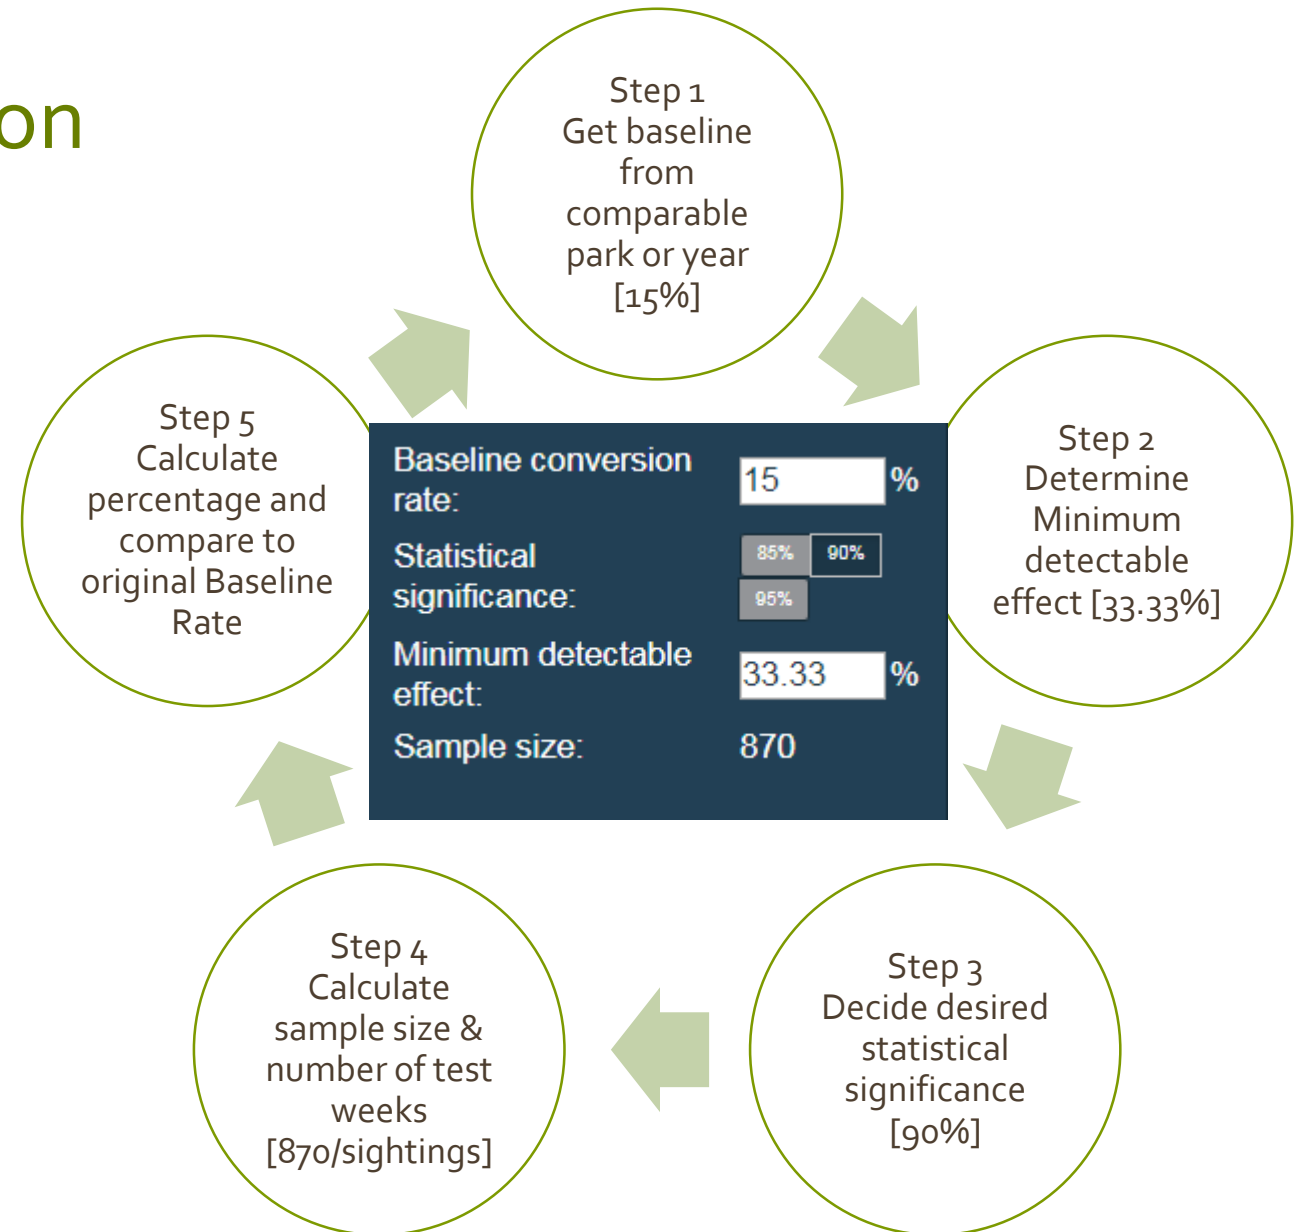 on
Step 1
Get baseline
from
comparable
park or year
[15%]
Step 2
Determine
Minimum
detectable
effect [33.33%]
Step 3
Decide desired
statistical
significance
[90%]
Step 4
Calculate
sample size &
number of test
weeks
[870/sightings]
Step 5
Calculate
percentage and
compare to
original Baseline
Rate
Baseline conversion
rate:
15 %
Statistical
significance:
85% 90%
95%
Minimum detectable
effect:
33.33 %
Sample size: 870